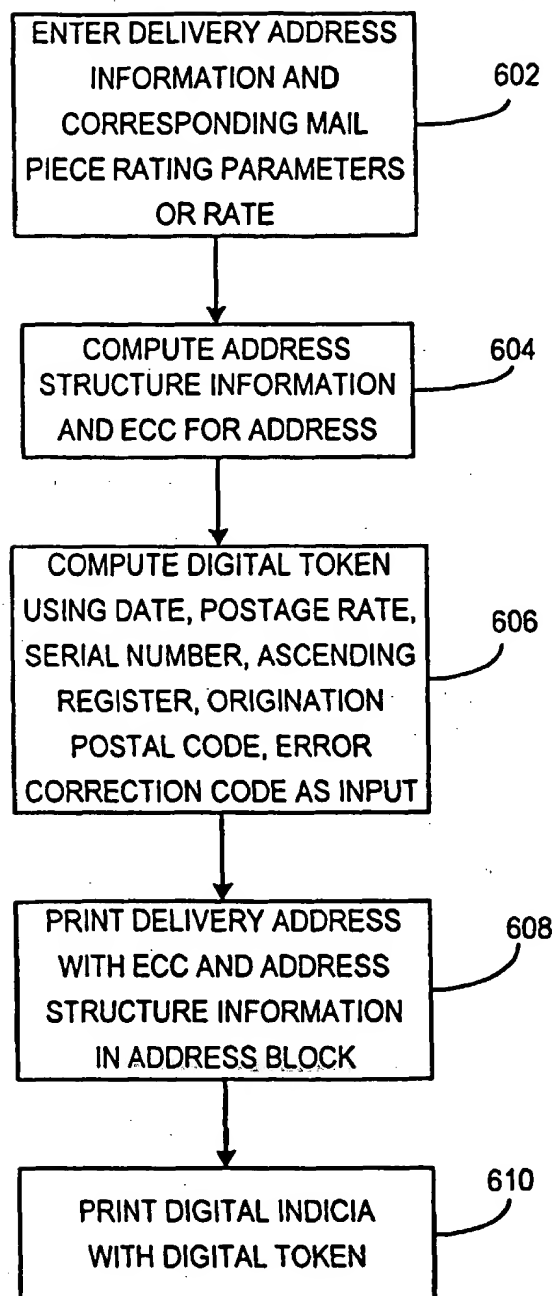 ENTER DELIVERY ADDRESS
INFORMATION AND
CORRESPONDING MAIL
PIECE RATING PARAMETERS
OR RATE
602
COMPUTE ADDRESS
STRUCTURE INFORMATION
AND ECC FOR ADDRESS
604
COMPUTE DIGITAL TOKEN
USING DATE, POSTAGE RATE,
SERIAL NUMBER, ASCENDING
REGISTER, ORIGINATION
POSTAL CODE, ERROR
CORRECTION CODE AS INPUT
606
PRINT DELIVERY ADDRESS
WITH ECC AND ADDRESS
STRUCTURE INFORMATION
IN ADDRESS BLOCK
608
PRINT DIGITAL INDICIA
WITH DIGITAL TOKEN
610